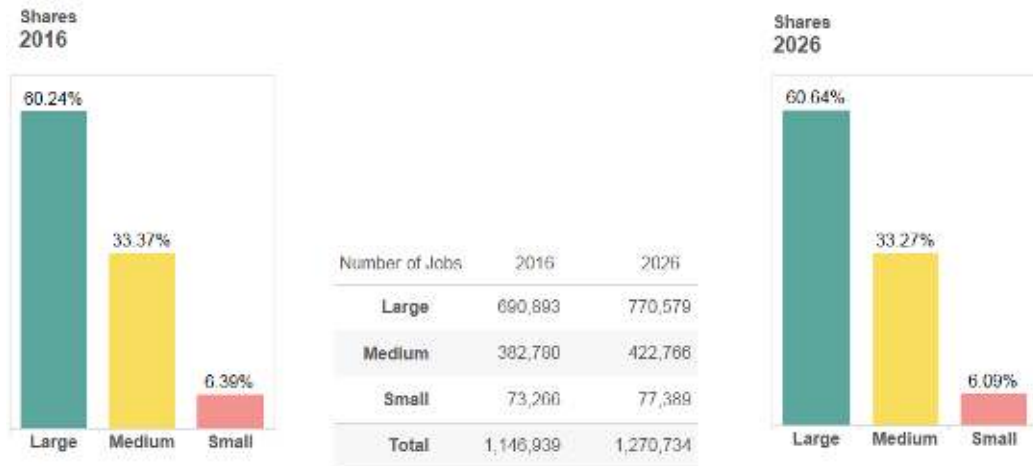 Shares
2016
60.24%
33.37%
6.39%
Large Medium Small
Number of Jobs 2016 2026
Large 690,893 770,579
Medium 382,780 422,766
Small 73,266 77,389
Total 1,146,939 1,270,734
Shares
2026
60.64%
33.27%
6.09%
Large Medium Small